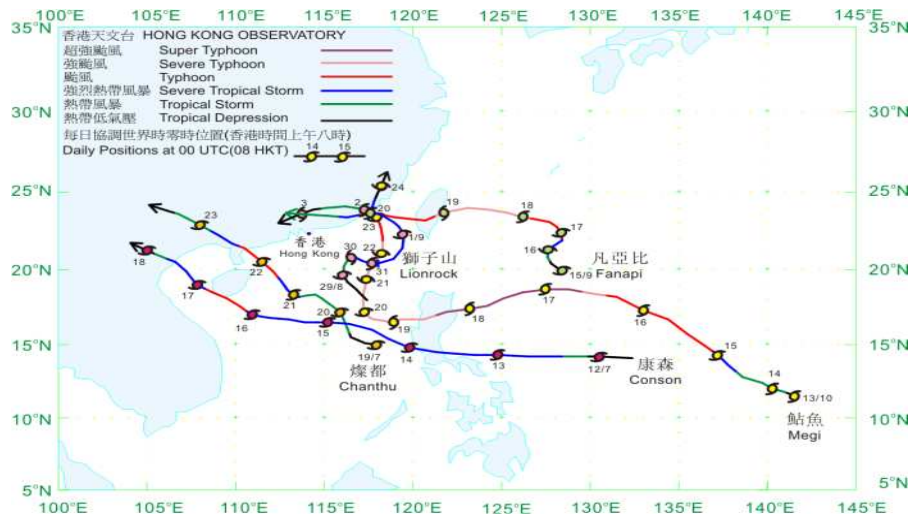 100°E 105°E 110°E 115°E 120°E 125°E 130°E 135°E 140°E 145°E
35°N 35°N
香港天文台 HONG KONG OBSERVATORY
超強颱風 Super Typhoon
強颱風 Severe Typhoon
颱風 Typhoon
強烈熱帶風暴 Severe Tropical Storm
熱帶風暴 Tropical Storm
熱帶低氣壓 Tropical Depression
30°N 30°N
每日協調世界時零時位置(香港時間上午八時)
Daily Positions at 00 UTC(08 HKT)
14 15
25°N 25°N
24
23 3 2 20 19 18
23 1/9 17
香港
Hong Kong
獅子山
Lionrock
凡亞比
Fanapi
18 22 30 22 31 16
20°N 20°N
17 21 29/8 21 15/9
16 20 20 19 18 17 16
15 15
15°N 15°N
19/7 14 13 12/7 14
燦都
Chanthu
康森
Conson
13/10
10°N 10°N
鮎魚
Megi
5°N 5°N
100°E 105°E 110°E 115°E 120°E 125°E 130°E 135°E 140°E 145°E